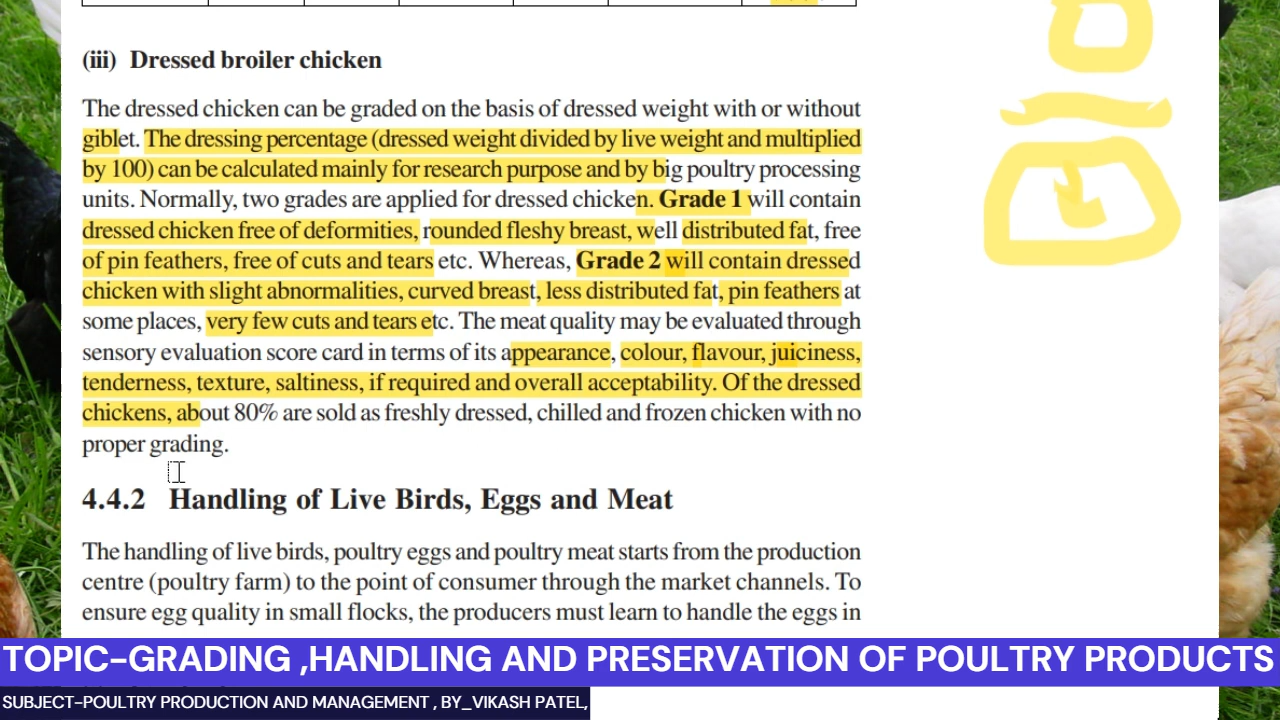 (iii) Dressed broiler chicken
The dressed chicken can be graded on the basis of dressed weight with or without
giblet. The dressing percentage (dressed weight divided by live weight and multiplied
by 100) can be calculated mainly for research purpose and by big poultry processing
units. Normally, two grades are applied for dressed chicken. Grade 1 will contain
dressed chicken free of deformities, rounded fleshy breast, well distributed fat, free
of pin feathers, free of cuts and tears etc. Whereas, Grade 2 will contain dressed
chicken with slight abnormalities, curved breast, less distributed fat, pin feathers at
some places, very few cuts and tears etc. The meat quality may be evaluated through
sensory evaluation score card in terms of its appearance, colour, flavour, juiciness,
tenderness, texture, saltiness, if required and overall acceptability. Of the dressed
chickens, about 80% are sold as freshly dressed, chilled and frozen chicken with no
proper grading.
4.4.2 Handling of Live Birds, Eggs and Meat
The handling of live birds, poultry eggs and poultry meat starts from the production
centre (poultry farm) to the point of consumer through the market channels. To
ensure egg quality in small flocks, the producers must learn to handle the eggs in
TOPIC-GRADING ,HANDLING AND PRESERVATION OF POULTRY PRODUCTS
SUBJECT-POULTRY PRODUCTION AND MANAGEMENT , BY_VIKASH PATEL,